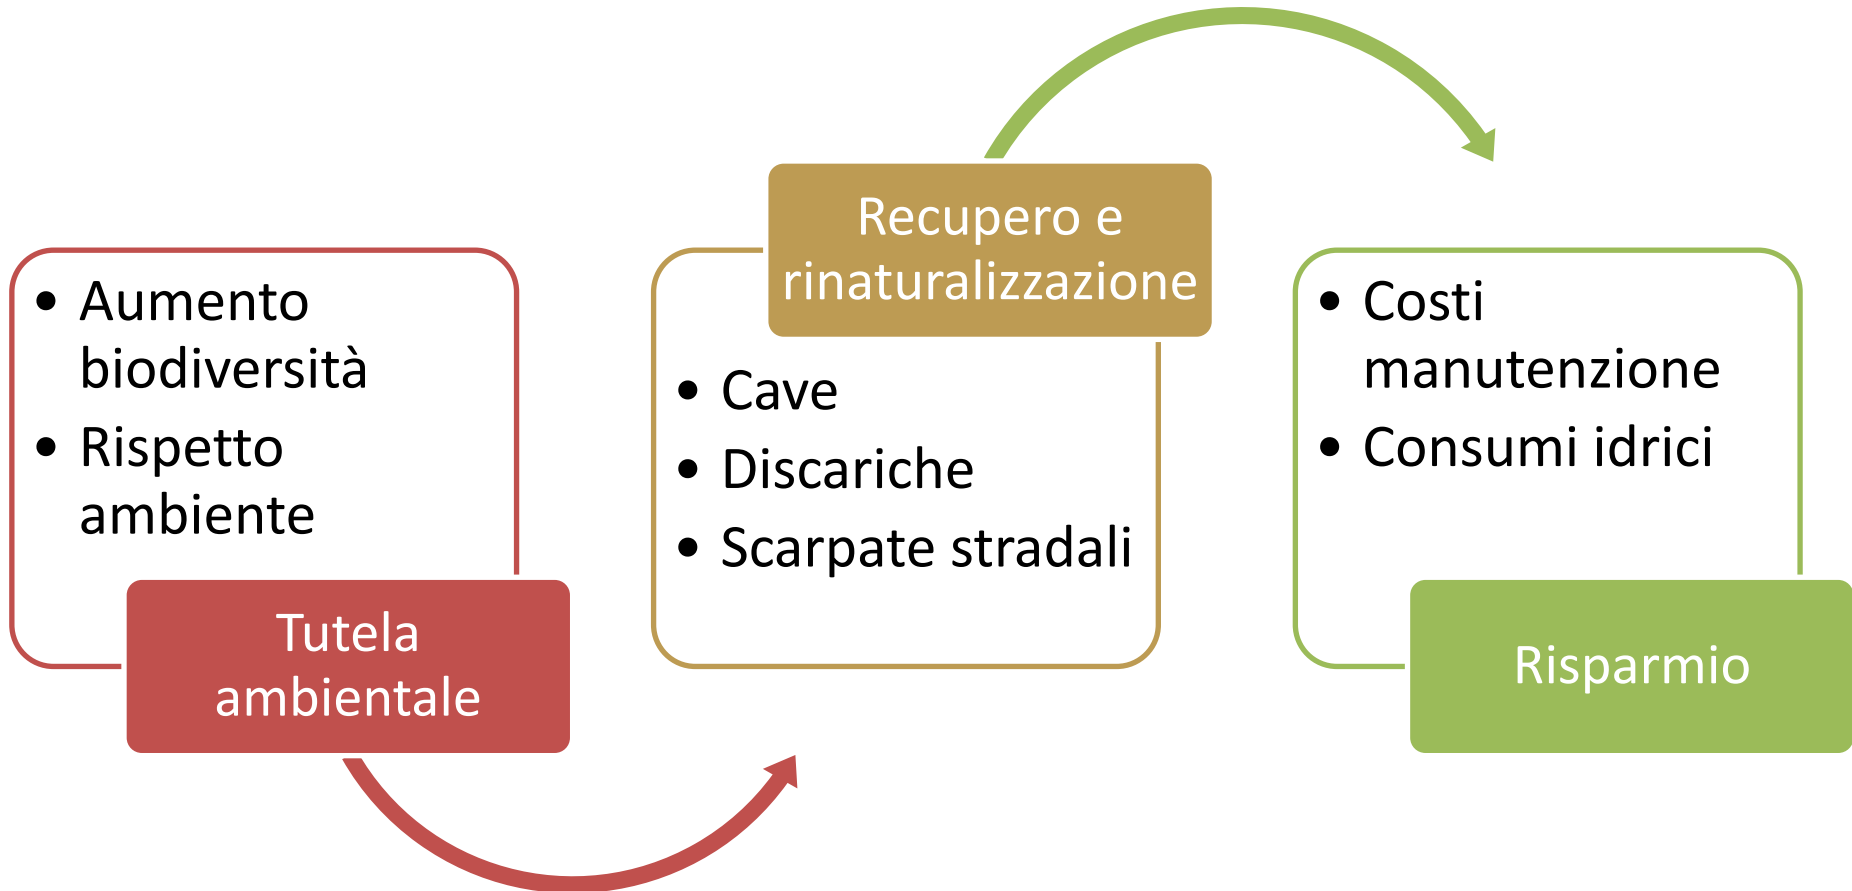 • Aumento
biodiversità
• Rispetto
ambiente
Tutela
ambientale
Recupero e
rinaturalizzazione
• Cave
• Discariche
• Scarpate stradali
• Costi
manutenzione
• Consumi idrici
Risparmio